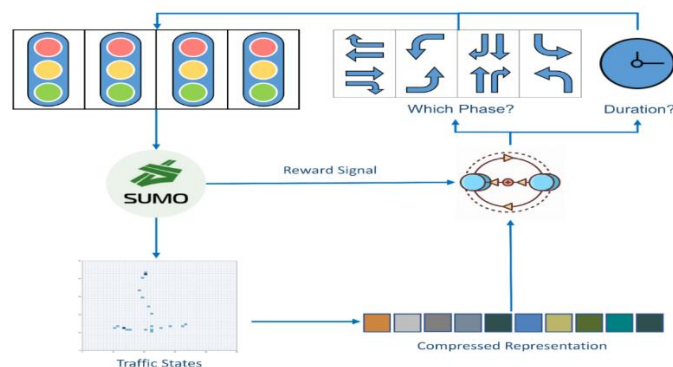 Which Phase?
Duration?
Reward Signal
SUMO
Traffic States
Compressed Representation